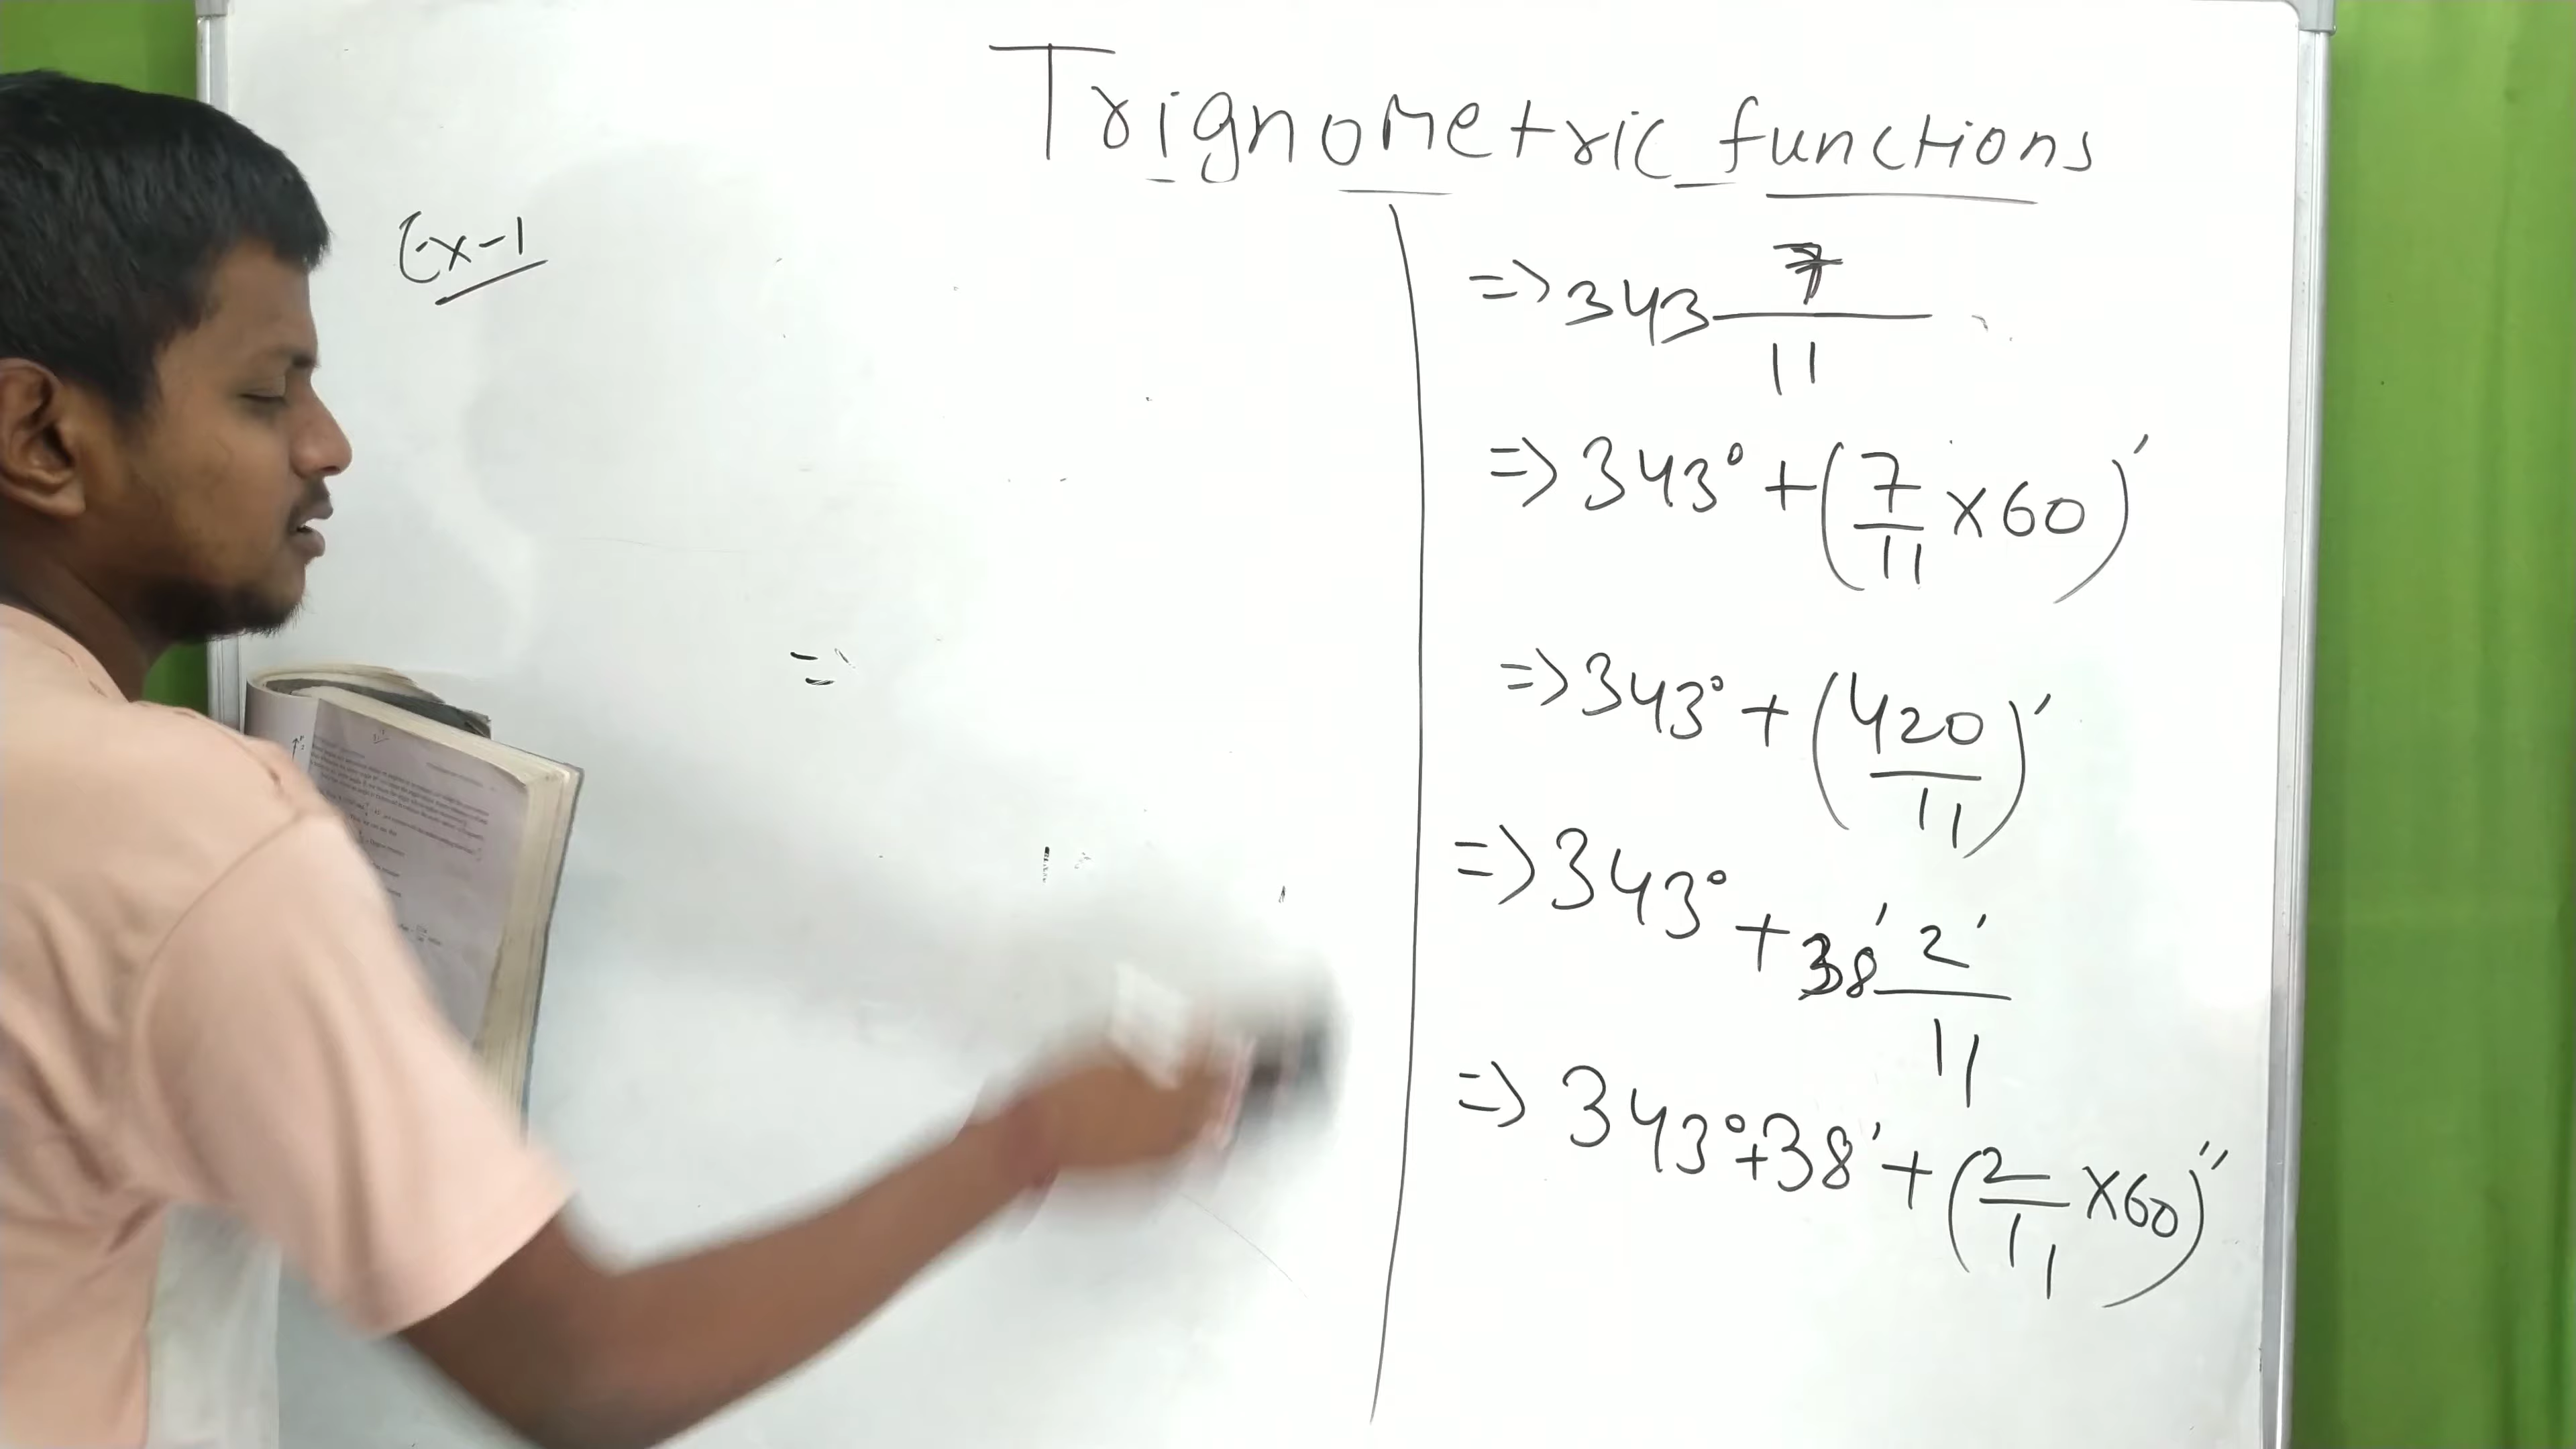 Trignometric functions
Ex-1
=> 343 7/11
=> 343° + (7/11 × 60)′
=> 343° + (420/11)′
=> 343° + 38′ 2′/11
=> 343° + 38′ + (2/11 × 60)″
=